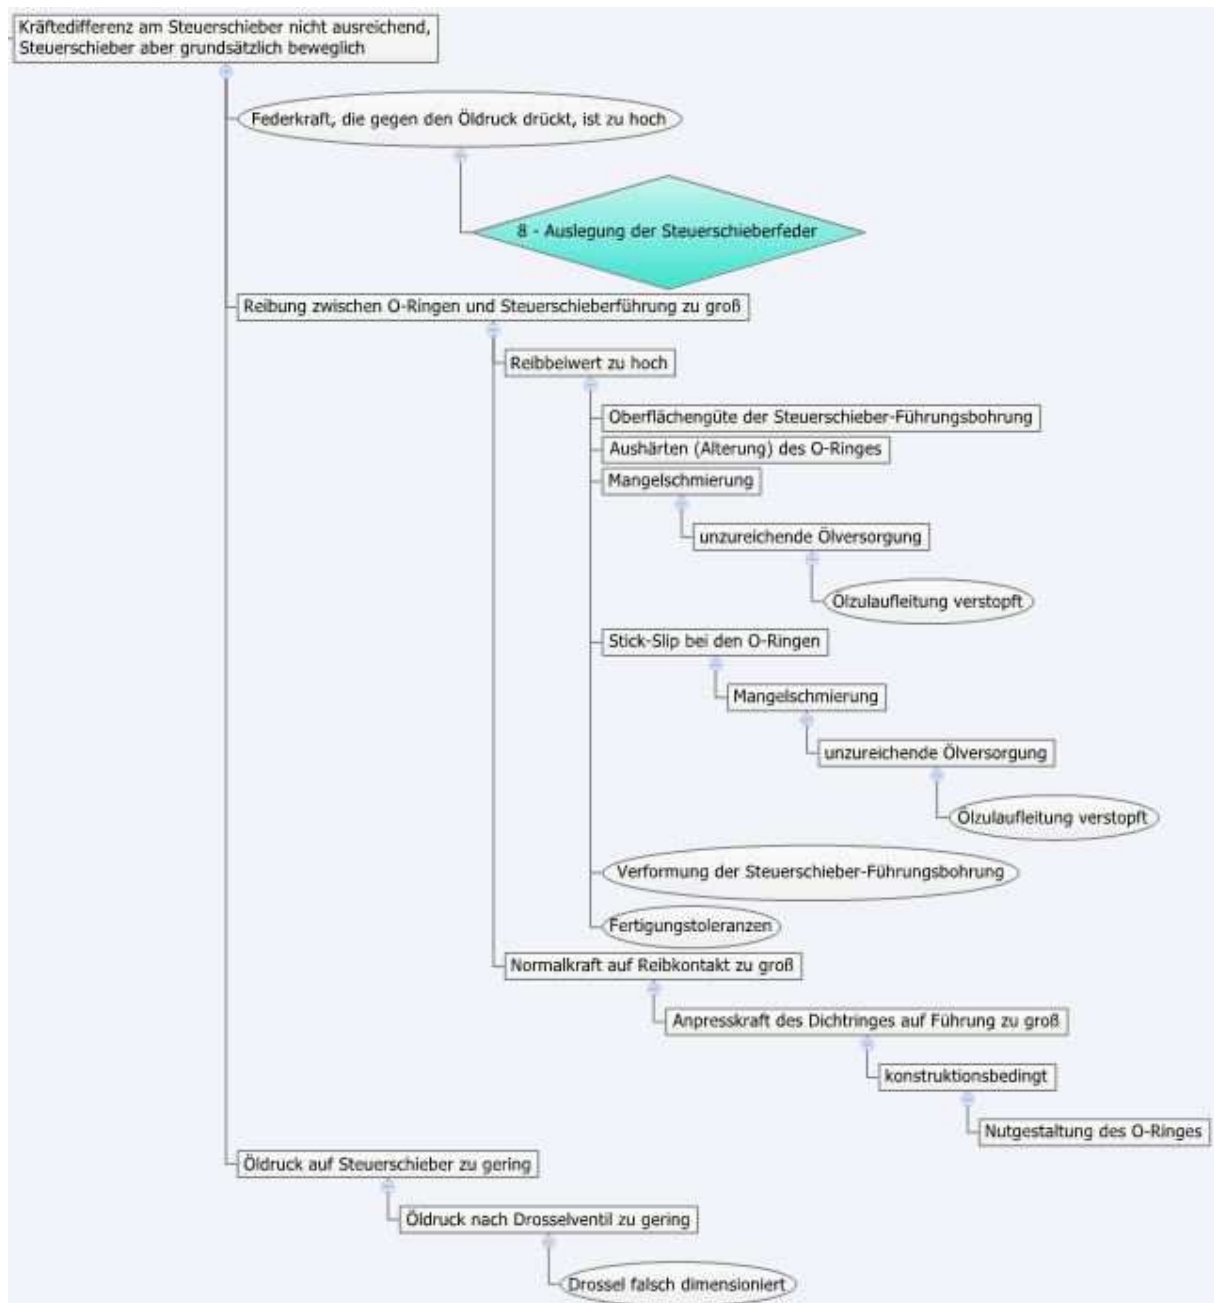 Kräftedifferenz am Steuerschieber nicht ausreichend,
Steuerschieber aber grundsätzlich beweglich
Federkraft, die gegen den Öldruck drückt, ist zu hoch
8 - Auslegung der Steuerschieberfeder
Reibung zwischen O-Ringen und Steuerschieberführung zu groß
Reibbeiwert zu hoch
Oberflächengüte der Steuerschieber-Führungsbohrung
Aushärten (Alterung) des O-Ringes
Mangelschmierung
unzureichende Ölversorgung
Ölzulaufleitung verstopft
Stick-Slip bei den O-Ringen
Mangelschmierung
unzureichende Ölversorgung
Ölzulaufleitung verstopft
Verformung der Steuerschieber-Führungsbohrung
Fertigungstoleranzen
Normalkraft auf Reibkontakt zu groß
Anpresskraft des Dichtringes auf Führung zu groß
konstruktionsbedingt
Nutgestaltung des O-Ringes
Öldruck auf Steuerschieber zu gering
Öldruck nach Drosselventil zu gering
Drossel falsch dimensioniert